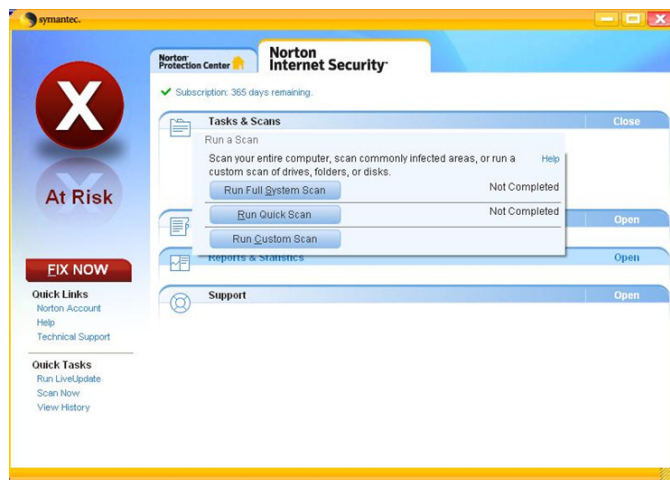 symantec.
Norton
Protection Center
Norton
Internet Security
Subscription: 365 days remaining.
X
At Risk
FIX NOW
Quick Links
Norton Account
Help
Technical Support
Quick Tasks
Run LiveUpdate
Scan Now
View History
Tasks & Scans Close
Run a Scan
Scan your entire computer, scan commonly infected areas, or run a Help
custom scan of drives, folders, or disks.
Run Full System Scan Not Completed
Run Quick Scan Not Completed
Run Custom Scan
Open
Reports & Statistics Open
Support Open